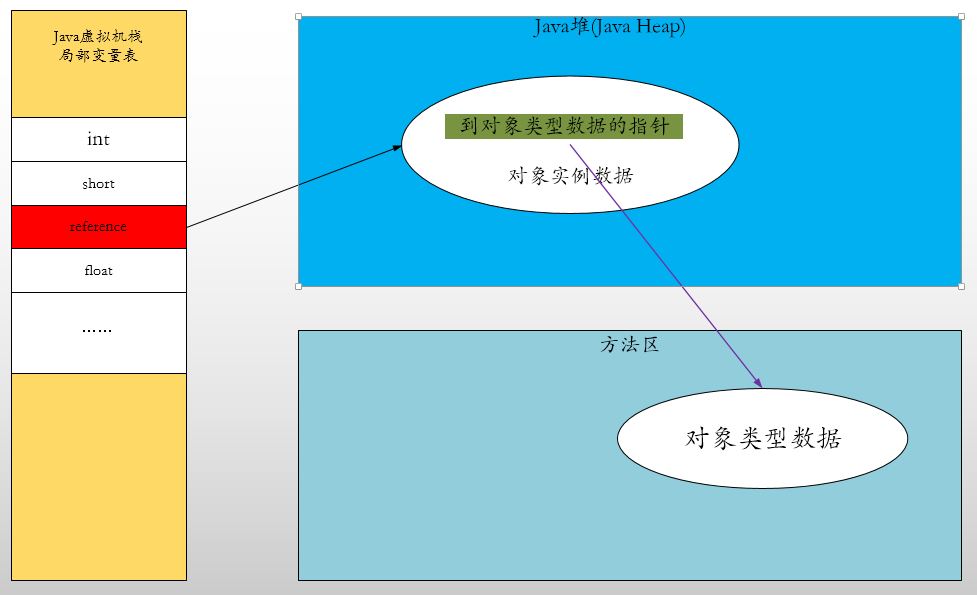 Java虚拟机栈
局部变量表
int
short
reference
float
……
Java堆(Java Heap)
到对象类型数据的指针
对象实例数据
方法区
对象类型数据